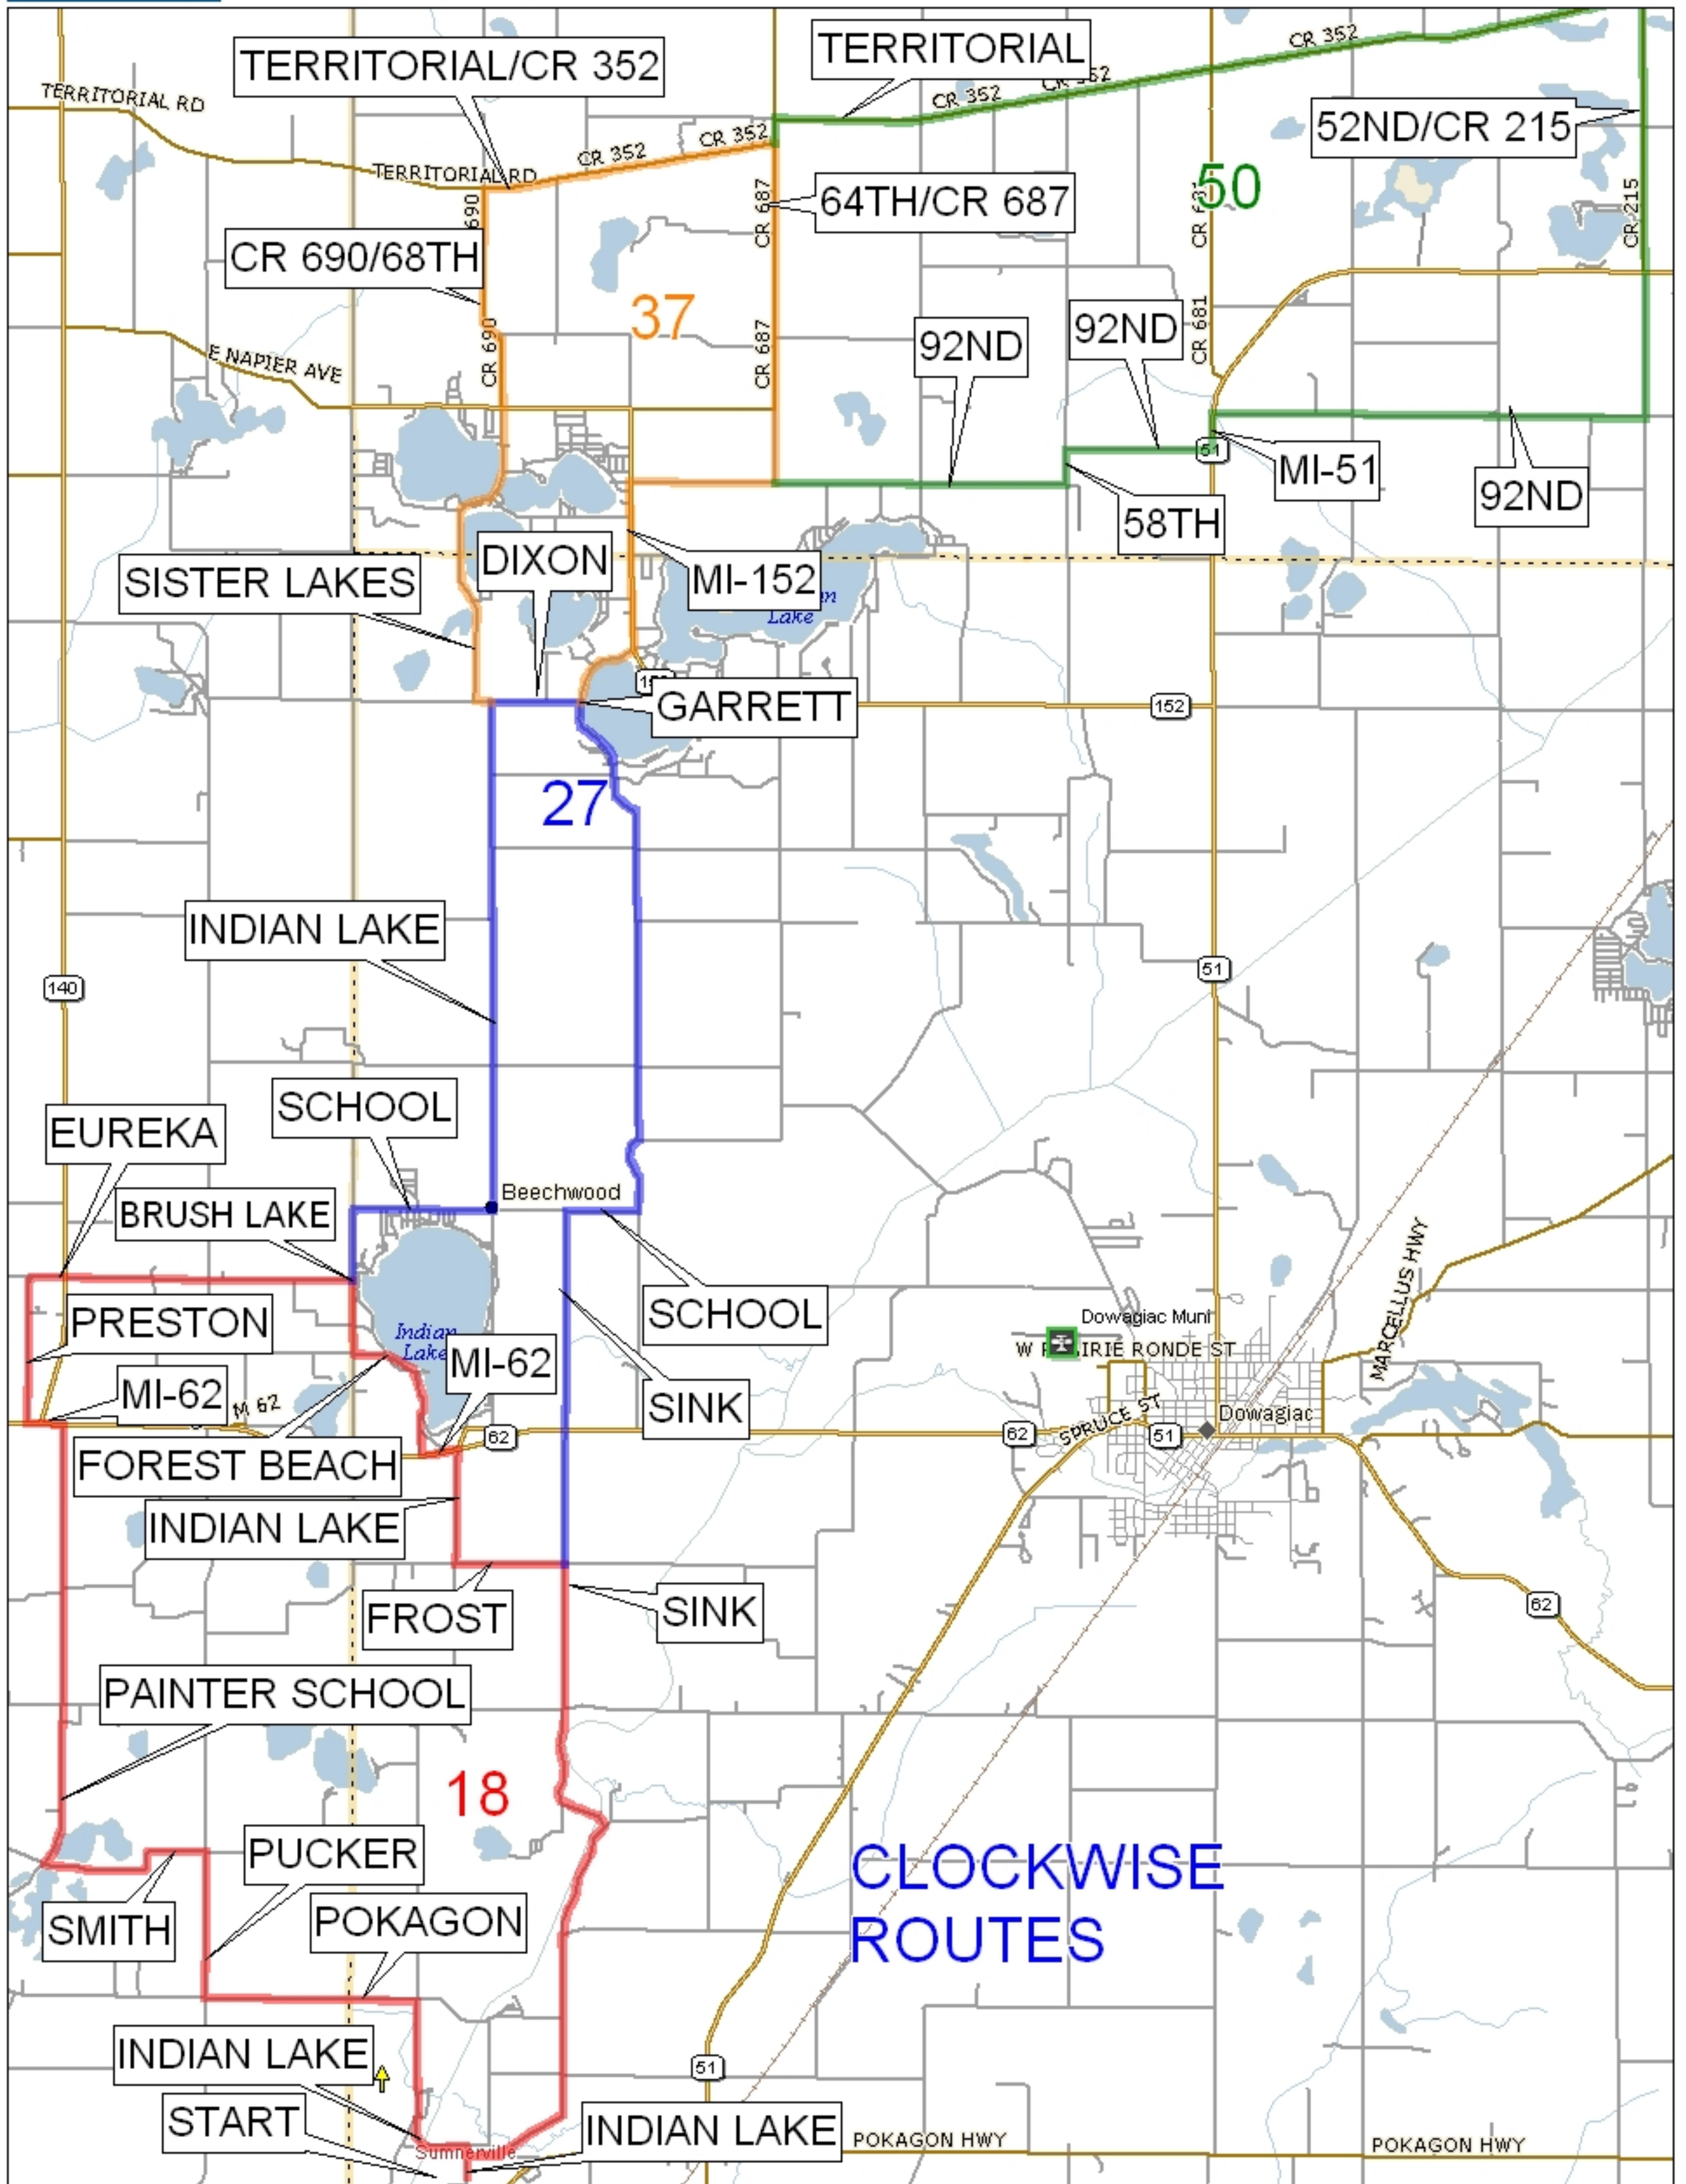 TERRITORIAL
CR 352
TERRITORIAL/CR 352
CR 352
TERRITORIAL RD
CR 352
52ND/CR 215
CR 352
CR 352
TERRITORIAL RD
50
64TH/CR 687
CR 687
690
CR 215
CR 690/68TH
37
92ND
92ND
CR 681
CR 690
CR 687
E NAPIER AVE
51
MI-51
92ND
58TH
DIXON
SISTER LAKES
MI-152
Lake
GARRETT
152
27
INDIAN LAKE
51
140
SCHOOL
EUREKA
Beechwood
BRUSH LAKE
SCHOOL
PRESTON
Dowagiac Muni
MARCELLUS HWY
Indian
Lake
MI-62
MI-62
SINK
M 62
SPRUCE ST
Dowagiac
62
62
51
FOREST BEACH
INDIAN LAKE
FROST
SINK
62
PAINTER SCHOOL
18
PUCKER
CLOCKWISE
ROUTES
SMITH
POKAGON
INDIAN LAKE
51
START
INDIAN LAKE
Sumnerville
POKAGON HWY
POKAGON HWY